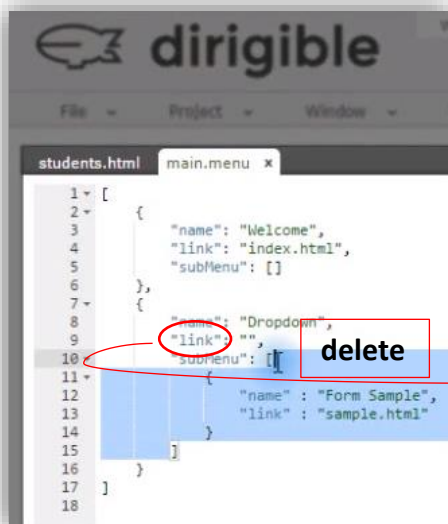 dirigible
File Project Window
students.html main.menu x
1 [
2 {
3 "name": "Welcome",
4 "link": "index.html",
5 "subMenu": []
6 },
7 {
8 "name": "Dropdown",
9 "link": "",
10 "subMenu": [
delete
11 {
12 "name" : "Form Sample",
13 "link" : "sample.html"
14 }
15 ]
16 }
17 ]
18